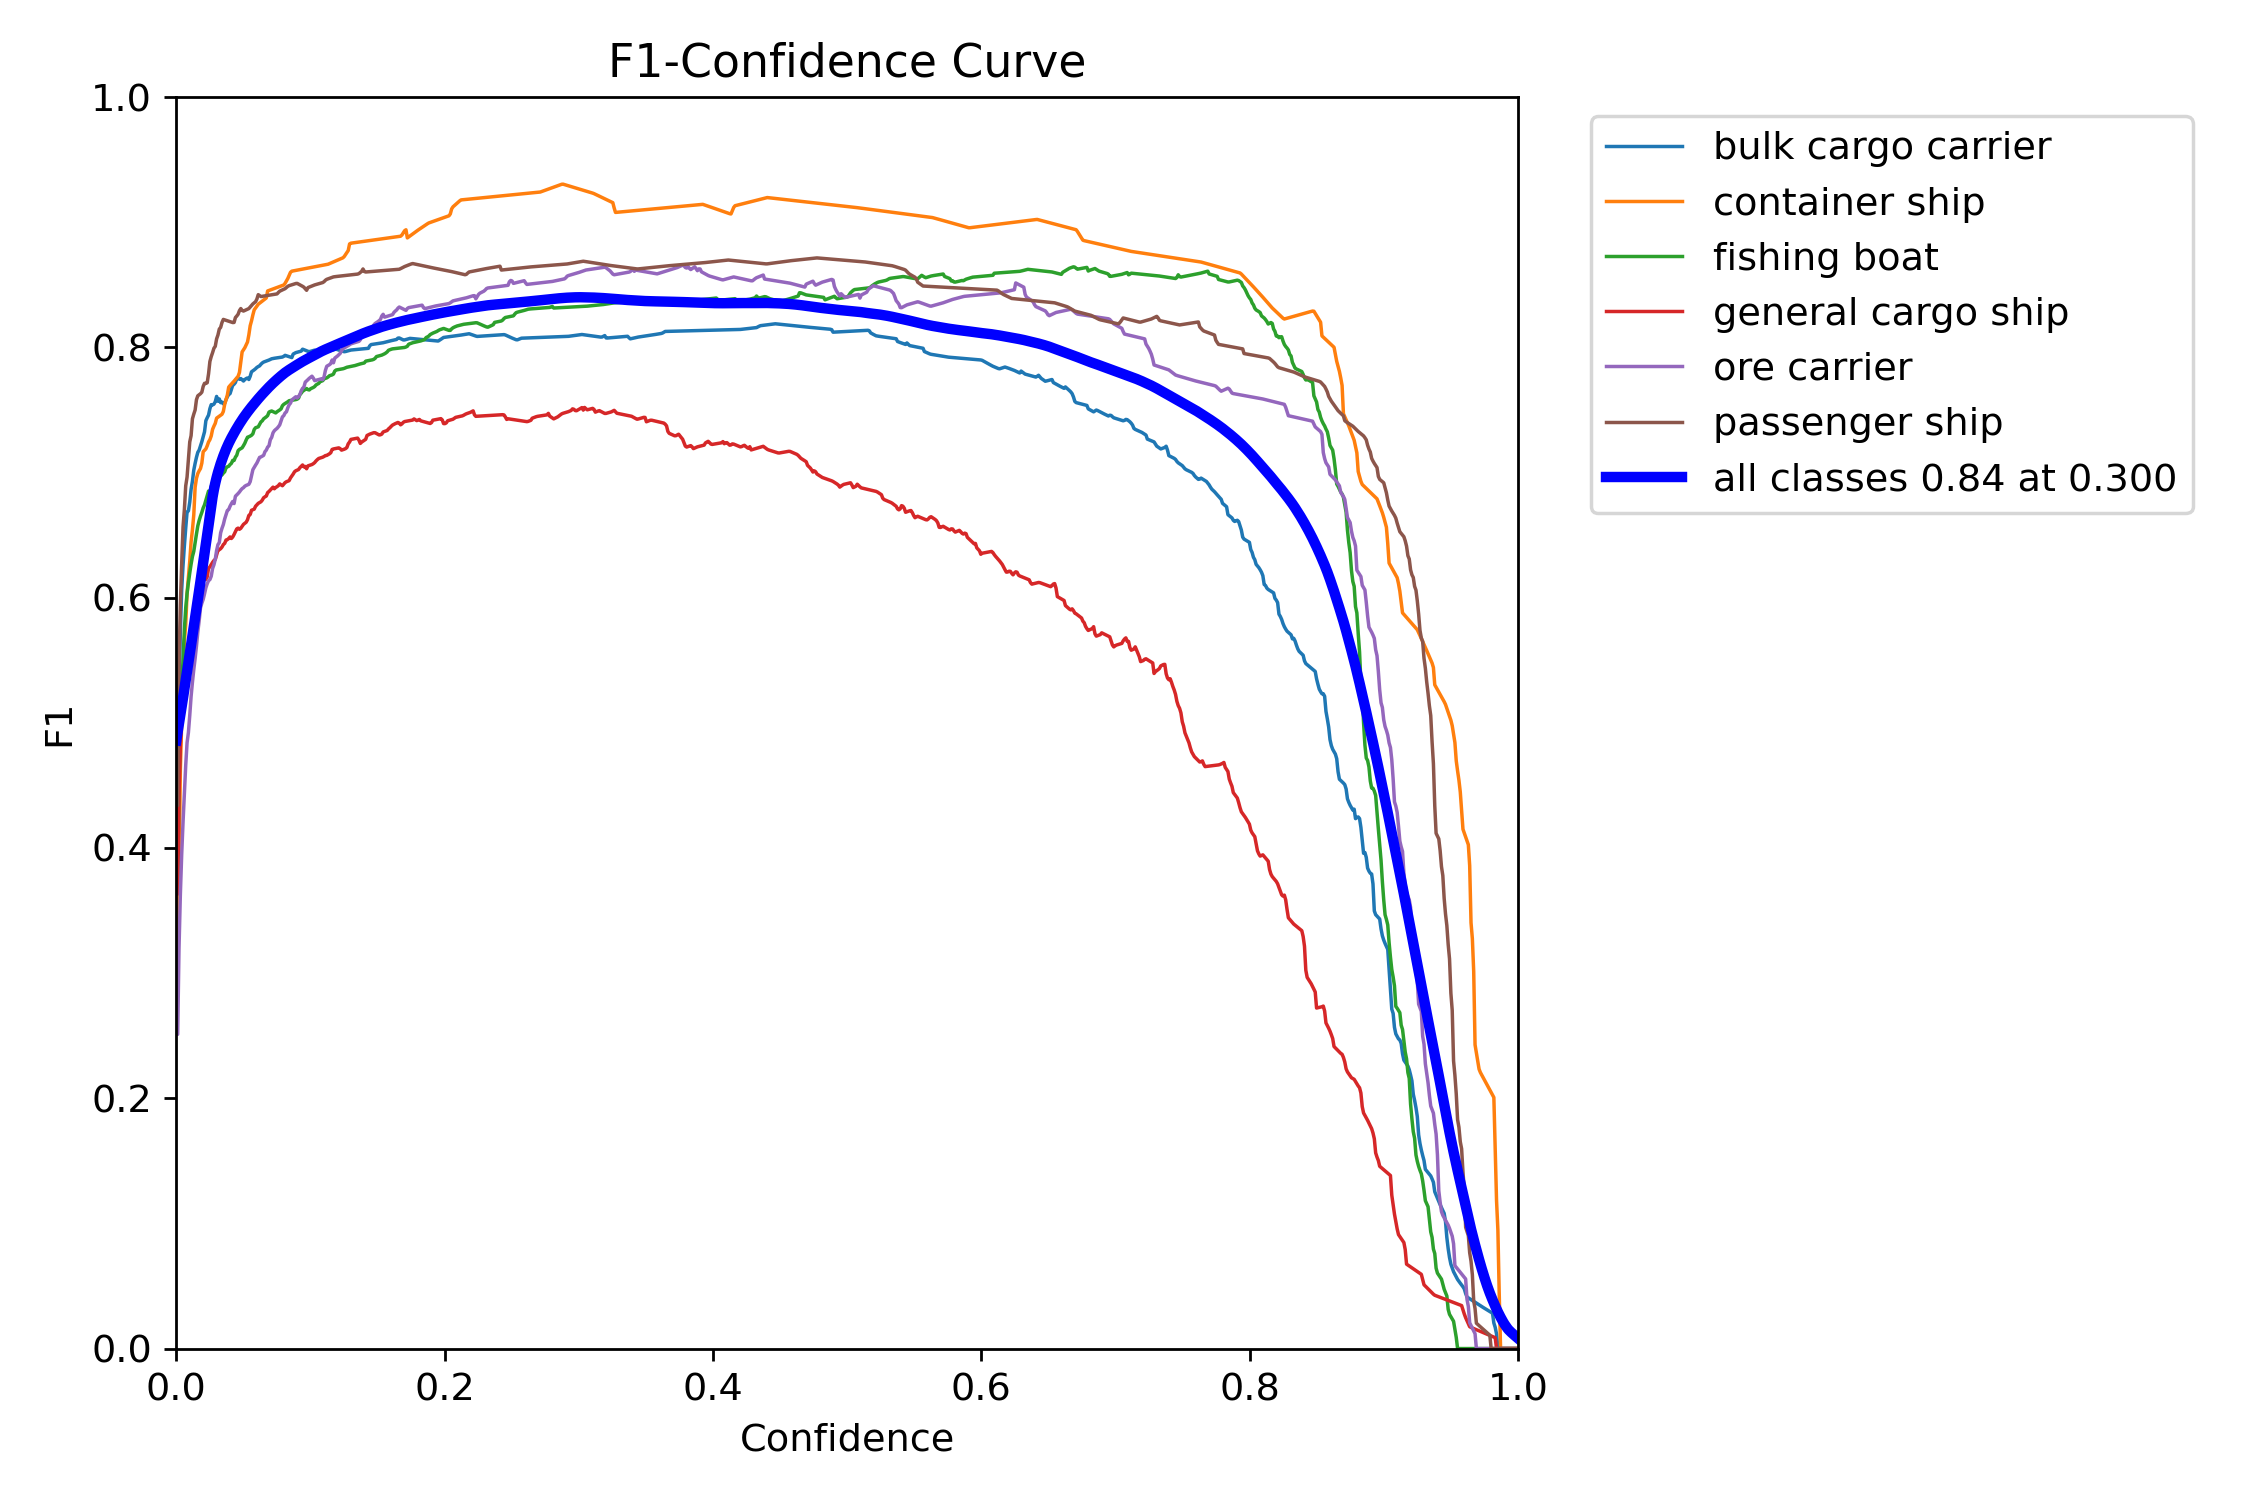 F1-Confidence Curve
1.0
0.8
0.6
0.4
0.2
0.0
F1
0.0 0.2 0.4 0.6 0.8 1.0
Confidence
bulk cargo carrier
container ship
fishing boat
general cargo ship
ore carrier
passenger ship
all classes 0.84 at 0.300